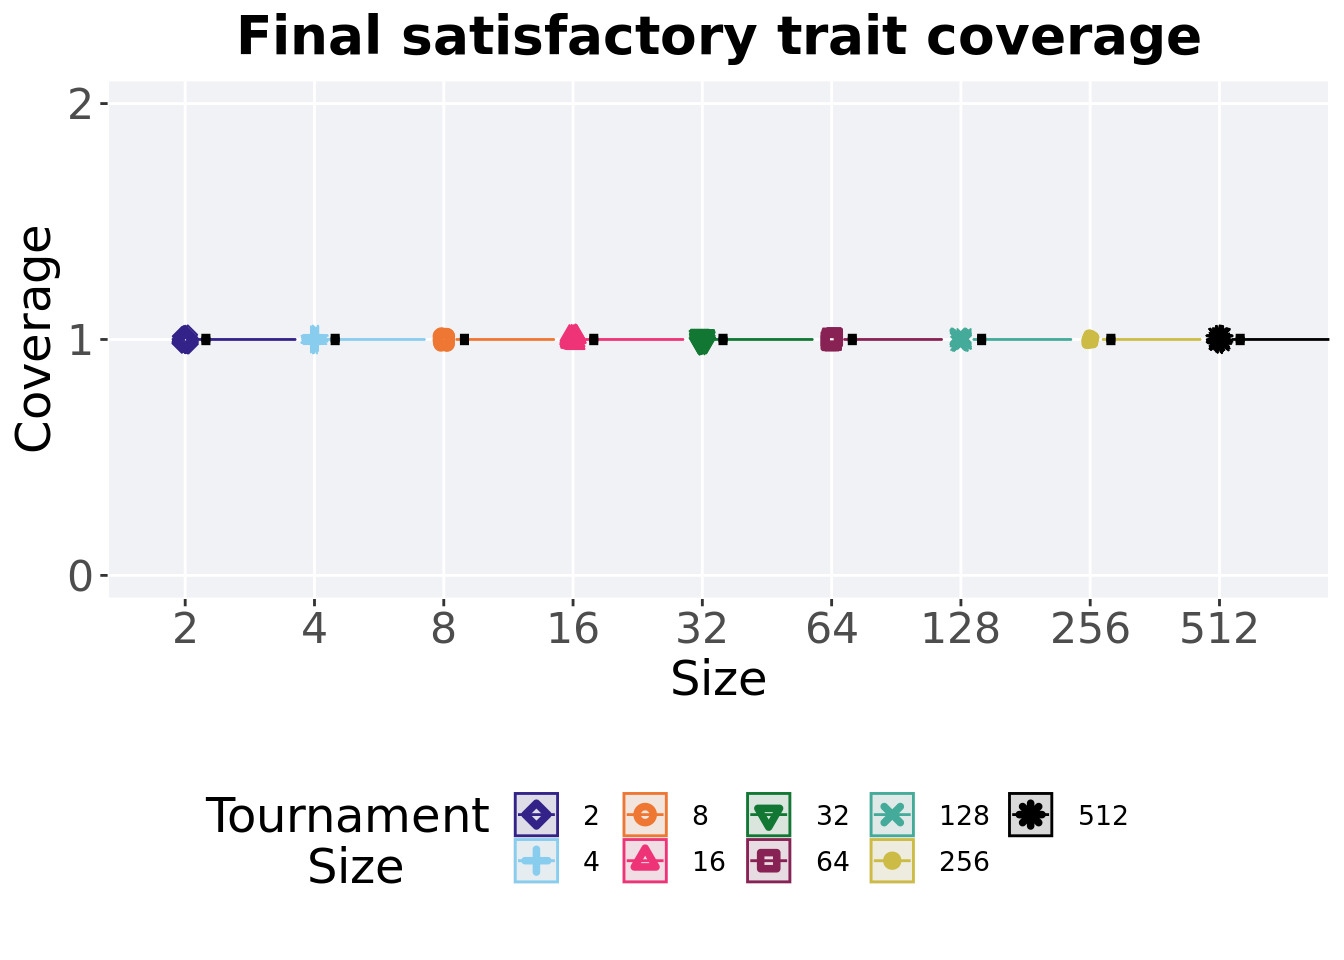 Final satisfactory trait coverage
2
1
0
Coverage
2 4 8 16 32 64 128 256 512
Size
Tournament
Size
2 8 32 128 512
4 16 64 256